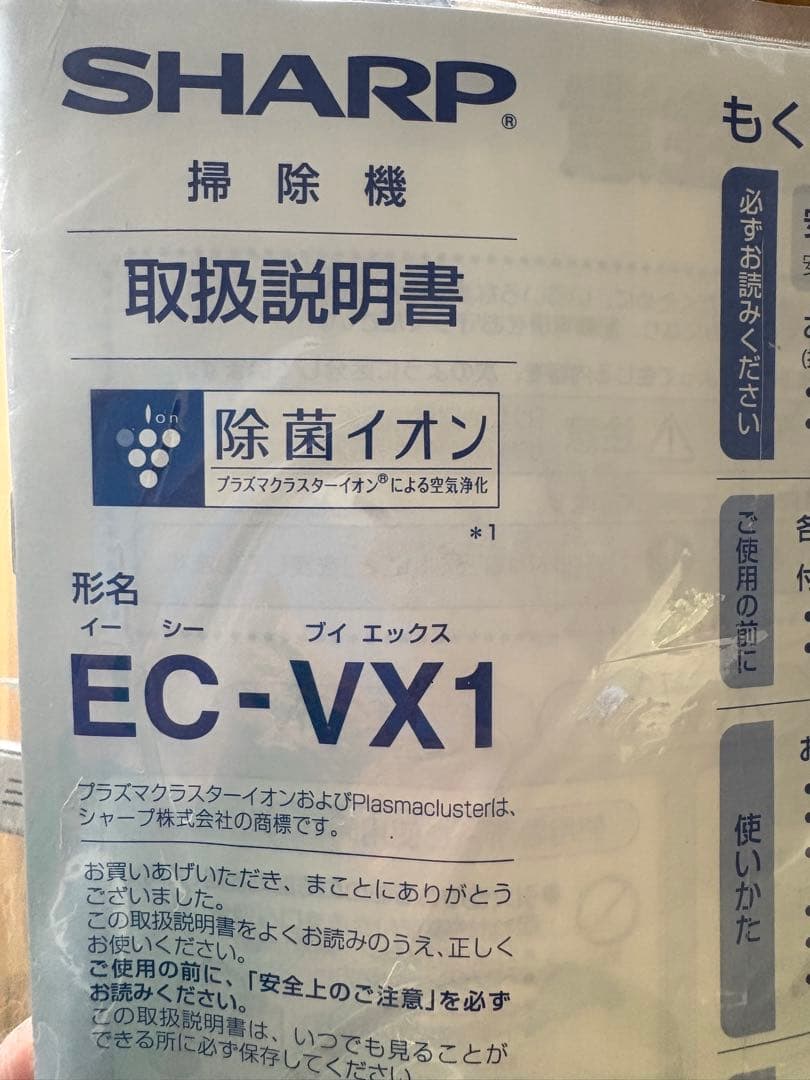 SHARP®
掃除機
取扱説明書
Ion
除菌イオン
プラズマクラスターイオン®による空気浄化
*1
形名
イー シー ブイ エックス
EC-VX1
プラズマクラスターイオンおよびPlasmaclusterは、
シャープ株式会社の商標です。
お買いあげいただき、まことにありがとう
ございました。
この取扱説明書をよくお読みのうえ、正しく
お使いください。
ご使用の前に、「安全上のご注意」を必ず
お読みください。
この取扱説明書は、いつでも見ることが
できる所に必ず保存してください。
もく
必ずお読みください
ご使用の前に
各
付
使いかた
お